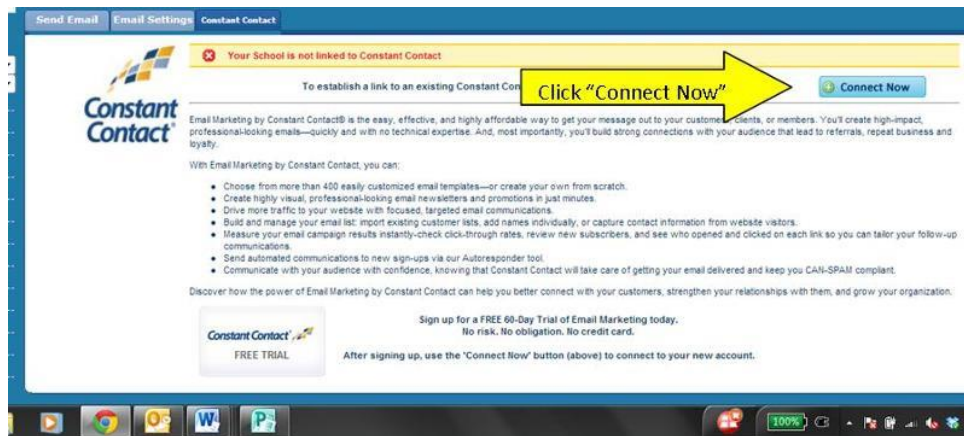 Send Email Email Settings Constant Contact
Your School is not linked to Constant Contact
To establish a link to an existing Constant Con
Click "Connect Now"
Connect Now
Constant
Contact®
Email Marketing by Constant Contact® is the easy, effective, and highly affordable way to get your message out to your customers, clients, or members. You'll create high-impact,
professional-looking emails—quickly and with no technical expertise. And, most importantly, you'll build strong connections with your audience that lead to referrals, repeat business and
loyalty.
With Email Marketing by Constant Contact, you can:
• Choose from more than 400 easily customized email templates—or create your own from scratch.
• Create highly visual, professional-looking email newsletters and promotions in just minutes.
• Drive more traffic to your website with focused, targeted email communications.
• Build and manage your email list: import existing customer lists, add names individually, or capture contact information from website visitors.
• Measure your email campaign results instantly-check click-through rates, review new subscribers, and see who opened and clicked on each link so you can tailor your follow-up
communications.
• Send automated communications to new sign-ups via our Autoresponder tool.
• Communicate with your audience with confidence, knowing that Constant Contact will take care of getting your email delivered and keep you CAN-SPAM compliant.
Discover how the power of Email Marketing by Constant Contact can help you better connect with your customers, strengthen your relationships with them, and grow your organization.
Constant Contact®
FREE TRIAL
Sign up for a FREE 60-Day Trial of Email Marketing today.
No risk. No obligation. No credit card.
After signing up, use the 'Connect Now' button (above) to connect to your new account.
100%